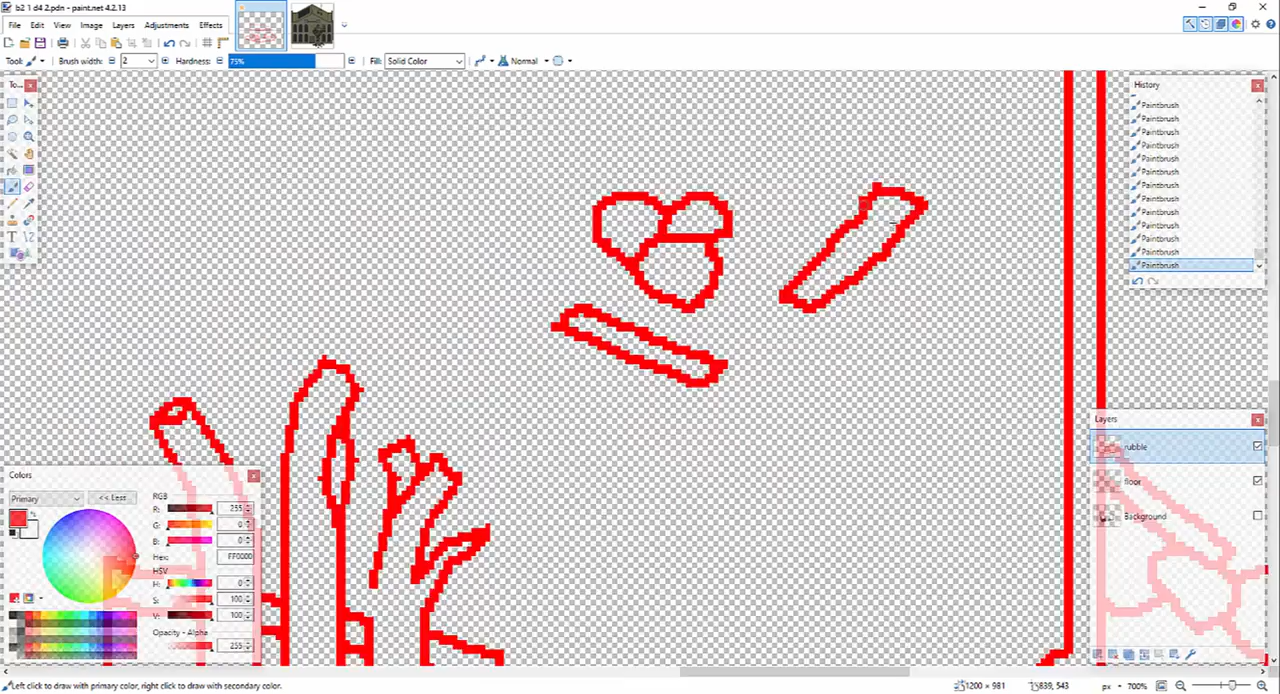 b2 1 d4 2.pdn - paint.net 4.2.13
File Edit View Image Layers Adjustments Effects
Tool: Brush width: 2 Hardness: 75% Fill: Solid Color Normal
To...
History
Paintbrush
Paintbrush
Paintbrush
Paintbrush
Paintbrush
Paintbrush
Paintbrush
Paintbrush
Paintbrush
Paintbrush
Paintbrush
Paintbrush
Paintbrush
Layers
rubble
floor
Background
Colors
Primary << Less
RGB
R: 255
G: 0
B: 0
Hex: FF0000
HSV
H: 0
S: 100
V: 100
Opacity - Alpha
255
Left click to draw with primary color, right click to draw with secondary color. 1200 × 981 839, 543 px 700%